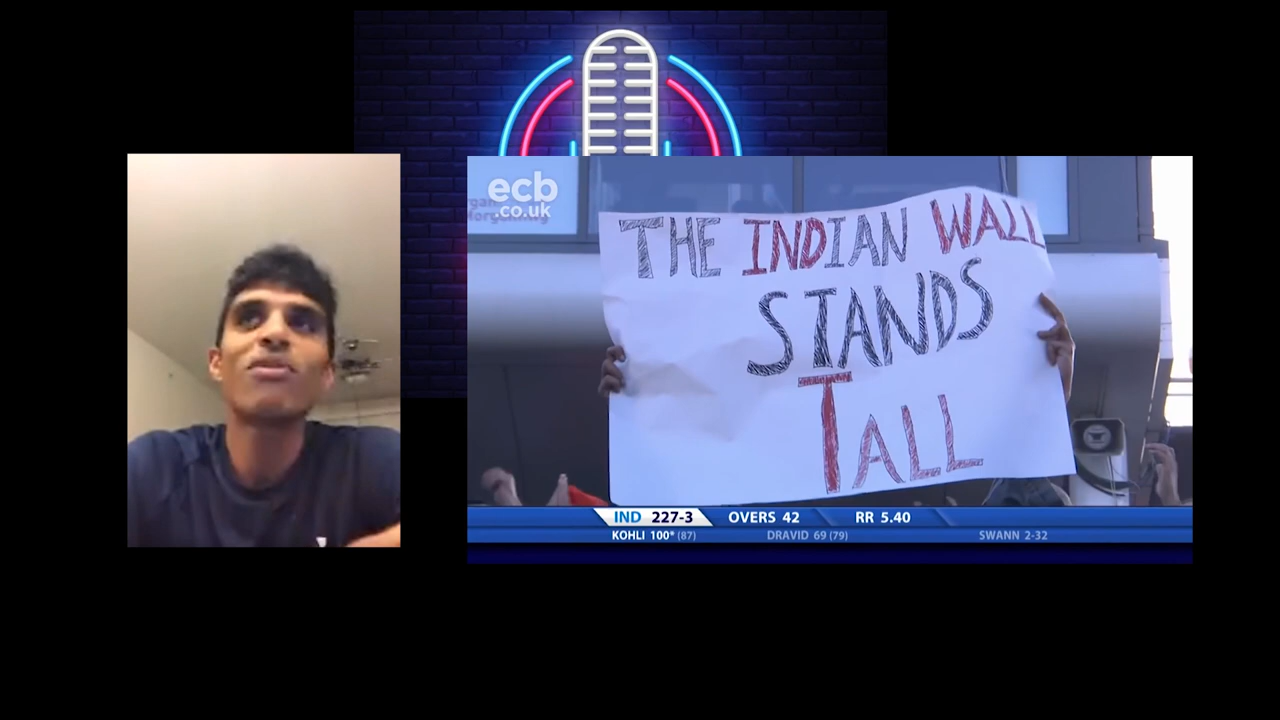 ecb
.co.uk
THE INDIAN WALL
STANDS
TALL
IND 227-3 OVERS 42 RR 5.40
KOHLI 100* (87) DRAVID 69 (79) SWANN 2-32